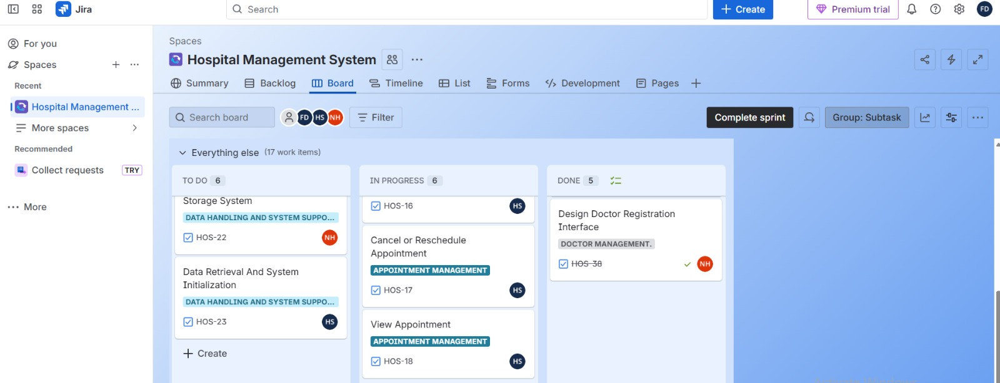 Jira
Search
Create
Premium trial
FD
For you
Spaces
Recent
Hospital Management ...
More spaces
Recommended
Collect requests
TRY
More
Spaces
Hospital Management System
Summary
Backlog
Board
Timeline
List
Forms
Development
Pages
Search board
FD
HS
NH
Filter
Complete sprint
Group: Subtask
Everything else (17 work items)
TO DO 6
Storage System
DATA HANDLING AND SYSTEM SUPPO...
HOS-22
NH
Data Retrieval And System
Initialization
DATA HANDLING AND SYSTEM SUPPO...
HOS-23
HS
Create
IN PROGRESS 6
HOS-16
HS
Cancel or Reschedule
Appointment
APPOINTMENT MANAGEMENT
HOS-17
HS
View Appointment
APPOINTMENT MANAGEMENT
HOS-18
HS
DONE 5
Design Doctor Registration
Interface
DOCTOR MANAGEMENT.
HOS-38
NH